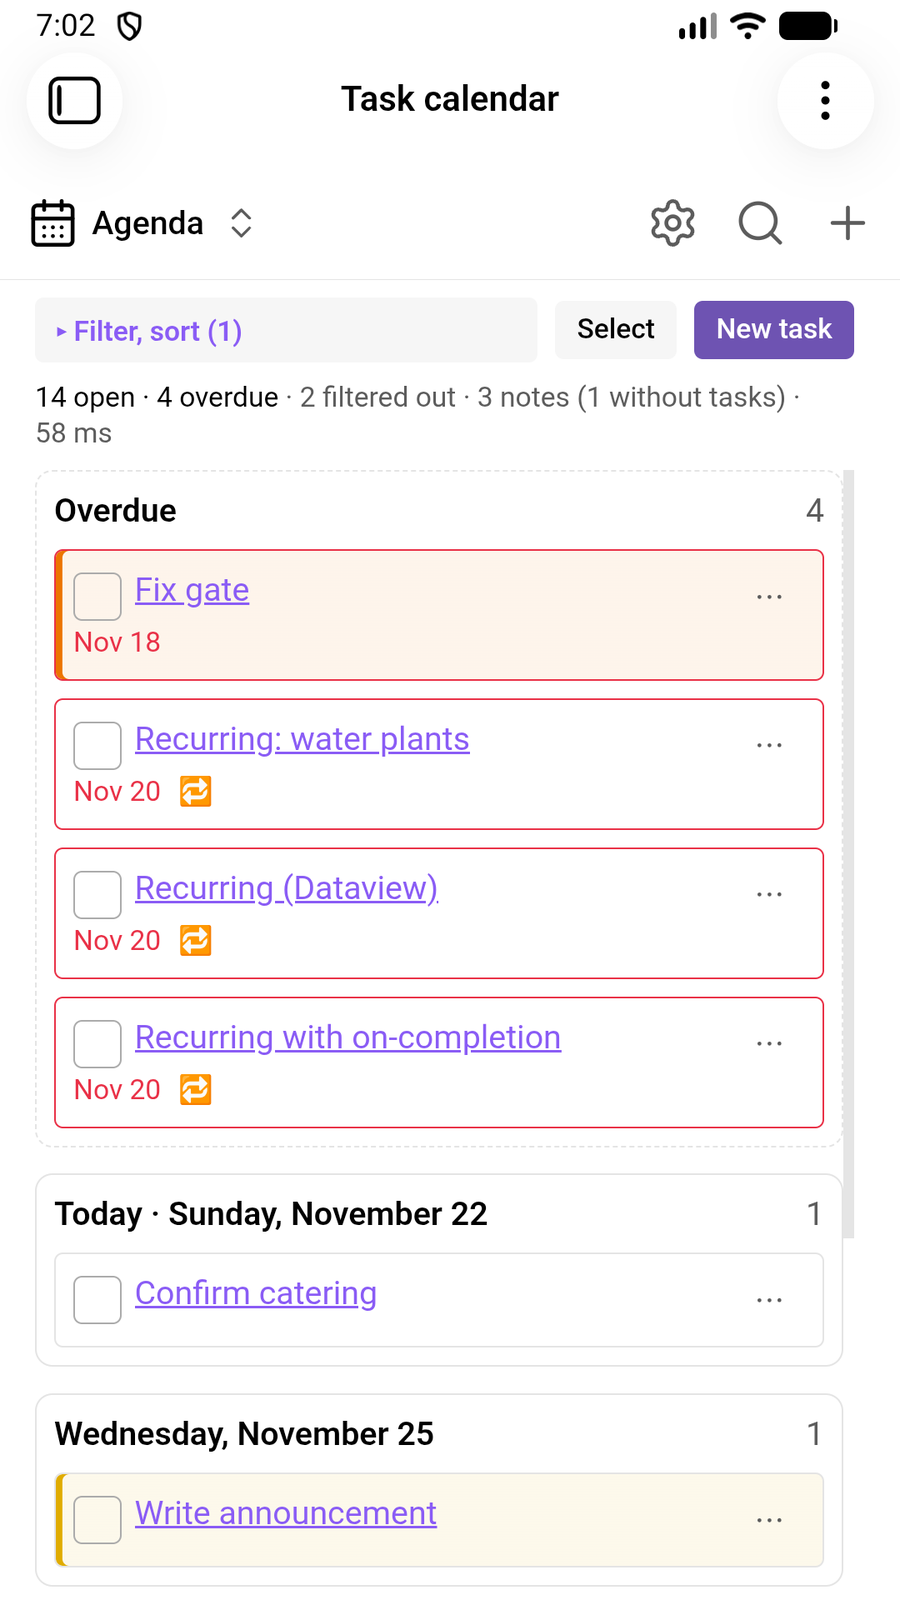 7:02
Task calendar
Agenda
▸ Filter, sort (1)
Select
New task
14 open · 4 overdue · 2 filtered out · 3 notes (1 without tasks) ·
58 ms
Overdue 4
Fix gate ...
Nov 18
Recurring: water plants ...
Nov 20 🔁
Recurring (Dataview) ...
Nov 20 🔁
Recurring with on-completion ...
Nov 20 🔁
Today · Sunday, November 22 1
Confirm catering ...
Wednesday, November 25 1
Write announcement ...